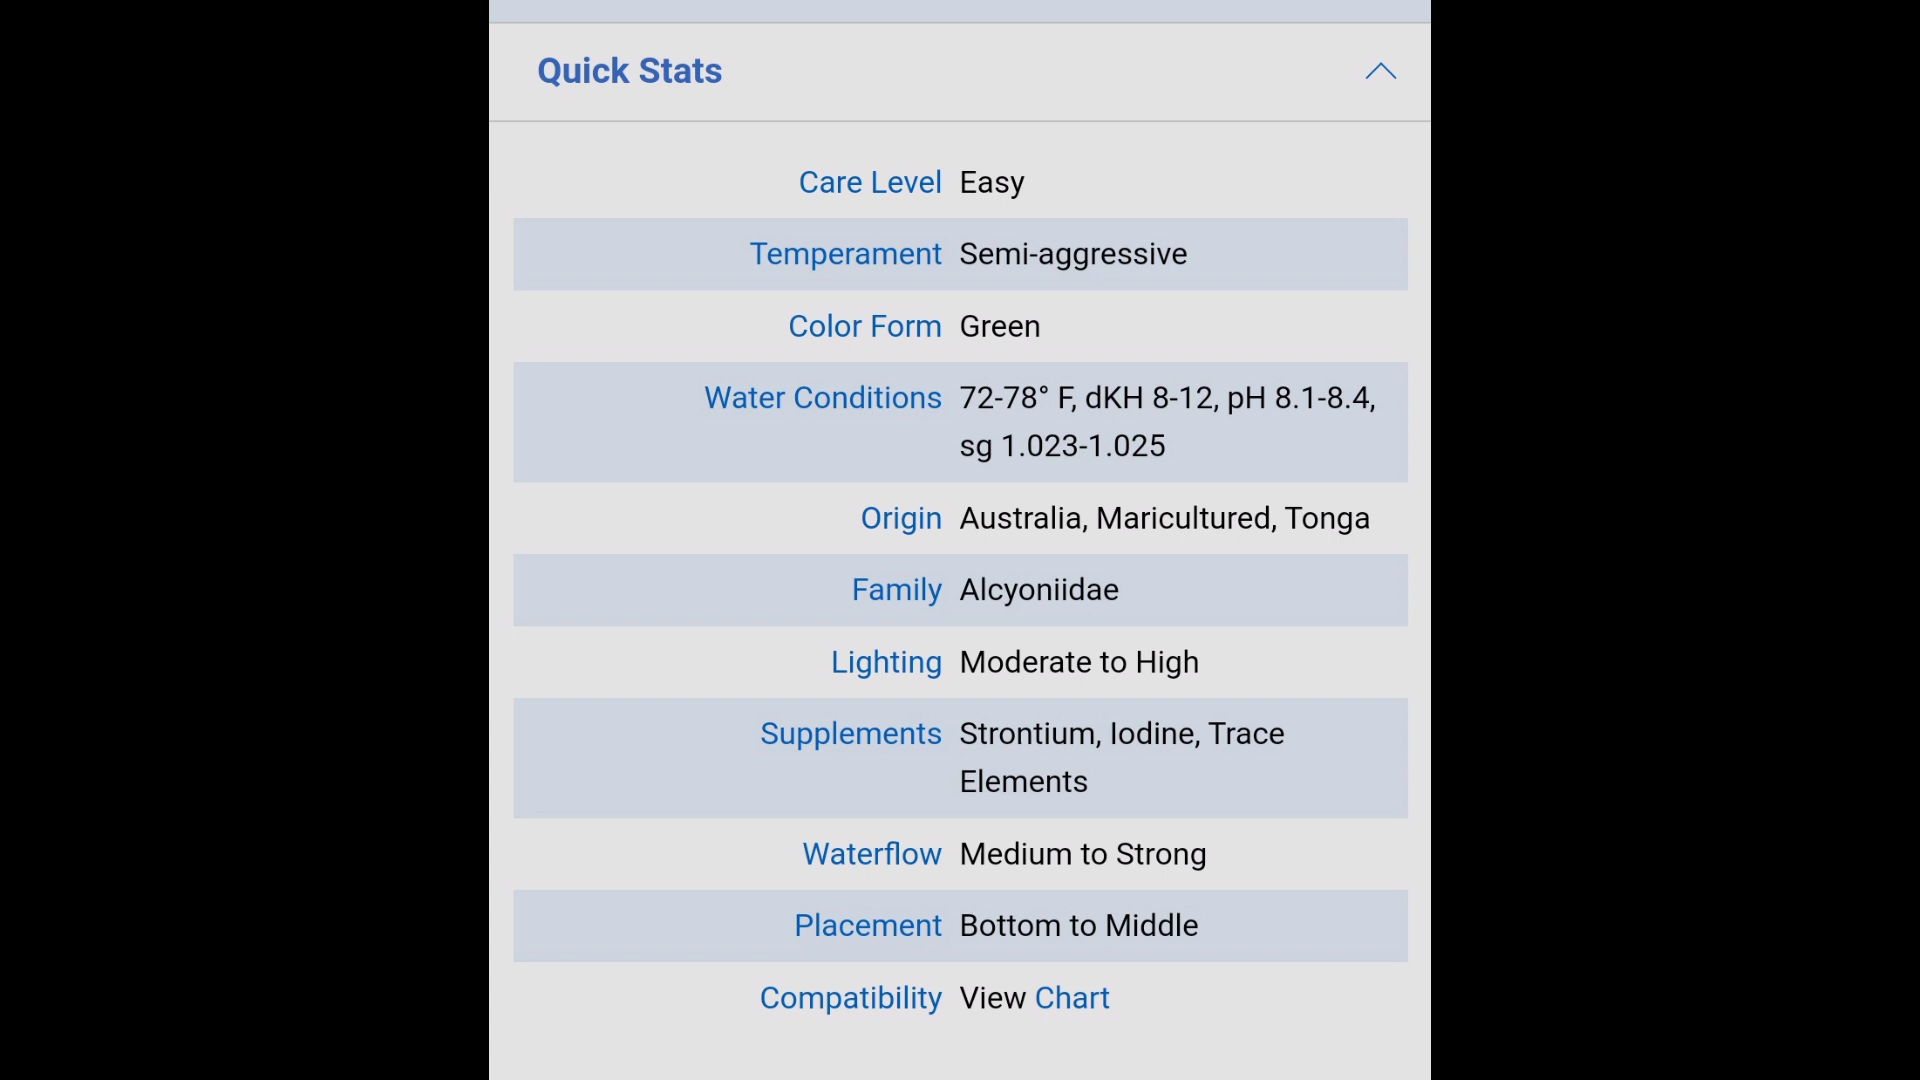 Quick Stats
Care Level Easy
Temperament Semi-aggressive
Color Form Green
Water Conditions 72-78° F, dKH 8-12, pH 8.1-8.4,
sg 1.023-1.025
Origin Australia, Maricultured, Tonga
Family Alcyoniidae
Lighting Moderate to High
Supplements Strontium, Iodine, Trace
Elements
Waterflow Medium to Strong
Placement Bottom to Middle
Compatibility View Chart